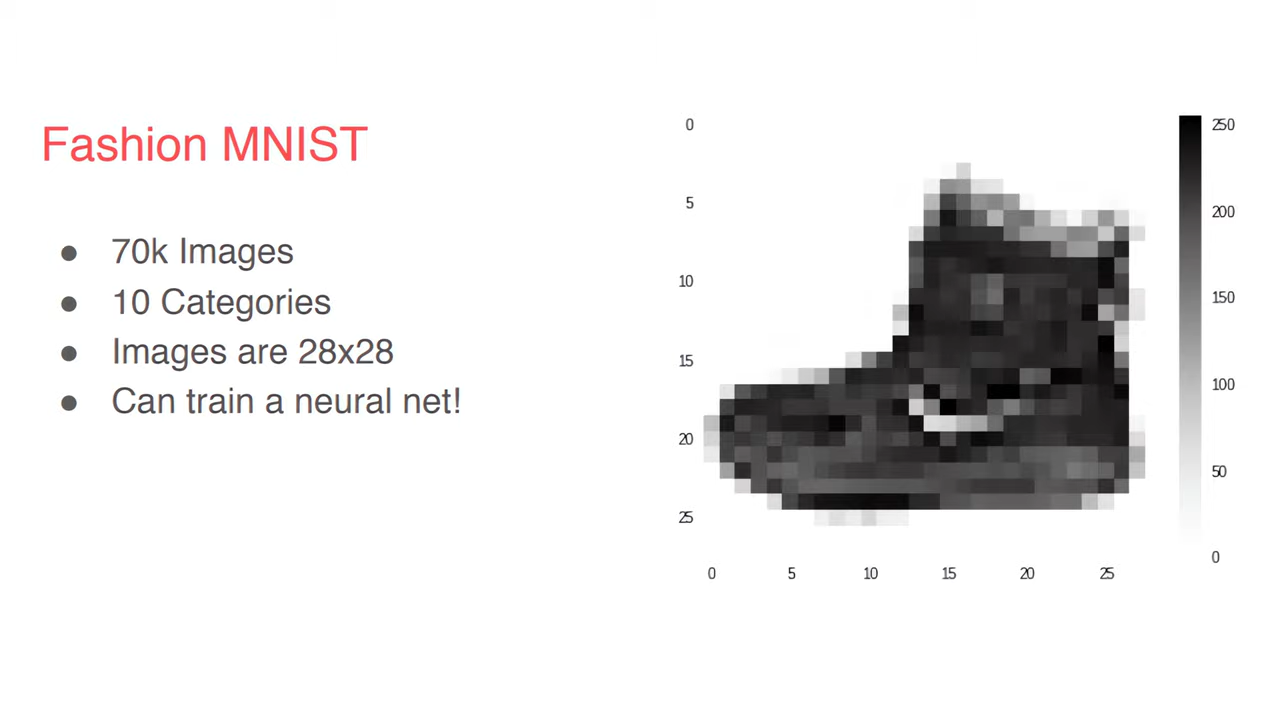 Fashion MNIST
● 70k Images
● 10 Categories
● Images are 28x28
● Can train a neural net!
0
5
10
15
20
25
0 5 10 15 20 25
250
200
150
100
50
0